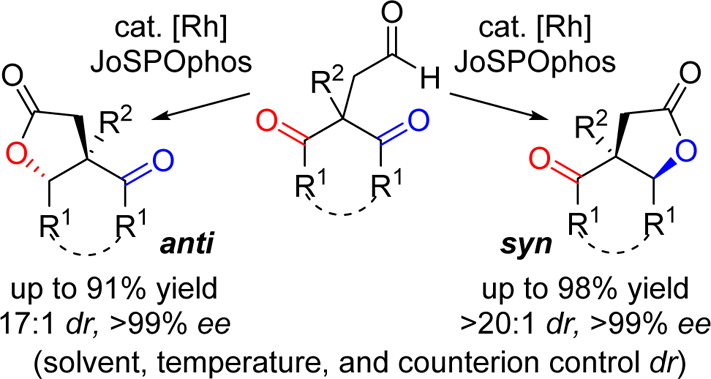 cat. [Rh]
JoSPOphos
cat. [Rh]
JoSPOphos
O
H
R²
O
O
R¹
R¹
O
O
R²
O
R¹
R¹
anti
O
R²
O
O
R¹
R¹
syn
up to 91% yield
17:1 dr, >99% ee
up to 98% yield
>20:1 dr, >99% ee
(solvent, temperature, and counterion control dr)